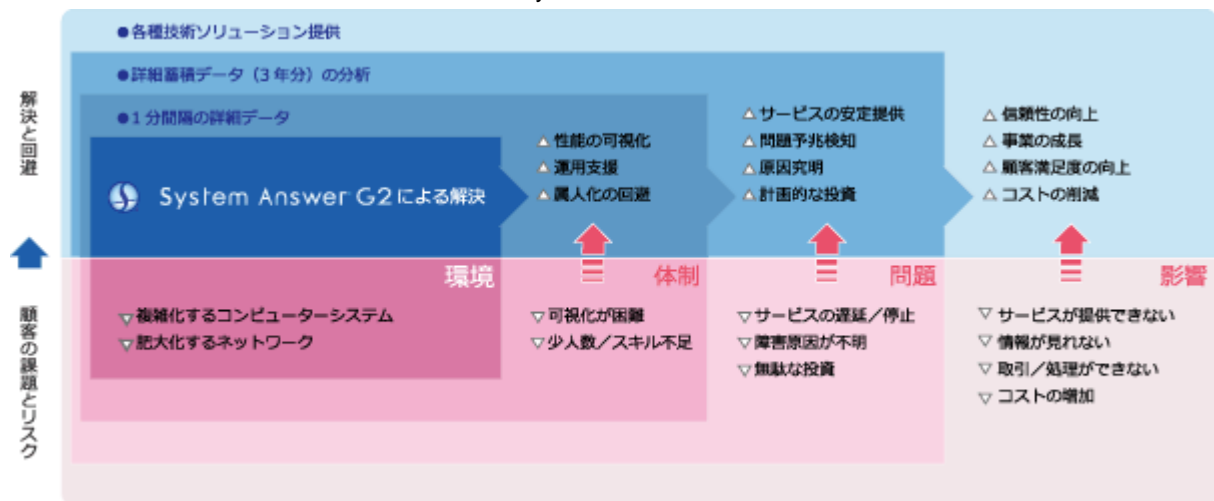 ●各種技術ソリューション提供
●詳細蓄積データ（3年分）の分析
●1分間隔の詳細データ
解決と回避
System Answer G2による解決
△性能の可視化
△運用支援
△属人化の回避
△サービスの安定提供
△問題予兆検知
△原因究明
△計画的な投資
△信頼性の向上
△事業の成長
△顧客満足度の向上
△コストの削減
環境
体制
問題
影響
顧客の課題とリスク
▽複雑化するコンピューターシステム
▽肥大化するネットワーク
▽可視化が困難
▽少人数／スキル不足
▽サービスの遅延／停止
▽障害原因が不明
▽無駄な投資
▽サービスが提供できない
▽情報が見れない
▽取引／処理ができない
▽コストの増加